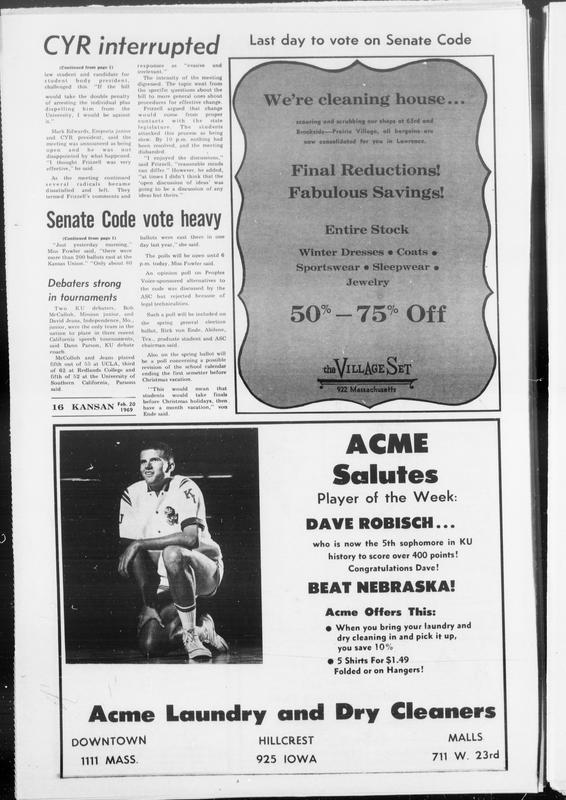 CYR interrupted
(Continued from page 1)
law student and candidate for
student body president,
challenged this. "If the bill
would take the double penalty
of arresting the individual plus
dispelling him from the
University, I would be against
it."
Mark Edwards, Emporia junior
and CYR president, said the
meeting was announced as being
open and he was not
disappointed by what happened.
"I thought Frizzell was very
effective," he said.
As the meeting continued
several radicals became
dissatisfied and left. They
termed Frizzell's comments and
responses as "evasive and
irrelevant."
The intensity of the meeting
digressed. The topic went from
the specific questions about the
bill to more general ones about
procedures for effective change.
Frizzell argued that change
would come from proper
contacts with the state
legislature. The students
attacked this process as being
slow. By 10 p.m. nothing had
been resolved, and the meeting
disbanded.
"I enjoyed the discussions,"
said Frizzell, "reasonable minds
can differ." However, he added,
"at times I didn't think that the
'open discussion of ideas' was
going to be a discussion of any
ideas but theirs."
Last day to vote on Senate Code
Senate Code vote heavy
(Continued from page 1)
"Just yesterday morning,"
Miss Fowler said, "there were
more than 200 ballots cast at the
Kansas Union." "Only about 80
ballots were cast there in one
day last year," she said.
The polls will be open until 6
p.m. today, Miss Fowler said.
An opinion poll on Peoples
Voice-sponsored alternatives to
the code was discussed by the
ASC but rejected because of
legal technicalities.
Such a poll will be included on
the spring general election
ballot, Rick von Ende, Abilene,
Tex., graduate student and ASC
chairman said.
Also on the spring ballot will
be a poll concerning a possible
revision of the school calendar
ending the first semester before
Christmas vacation.
"This would mean that
students would take finals
before Christmas holidays, then
have a month vacation," von
Ende said.
Debaters strong
in tournaments
Two KU debaters, Bob
McCulloh, Mission junior, and
David Jeans, Independence, Mo.,
junior, were the only team in the
nation to place in three recent
California speech tournaments,
said Dann Parson, KU debate
coach.
McCulloh and Jeans placed
fifth out of 55 at UCLA, third
of 62 at Redlands College and
fifth of 52 at the University of
Southern California, Parsons
said.
16 KANSAN Feb. 20
1969
We're cleaning house...
scouring and scrubbing our shops at 63rd and
Brookside—Prairie Village, all bargains are
now consolidated for you in Lawrence.
Final Reductions!
Fabulous Savings!
Entire Stock
Winter Dresses • Coats •
Sportswear • Sleepwear •
Jewelry
50% — 75% Off
the VILLAGE SET
922 Massachusetts
ACME
Salutes
Player of the Week:
DAVE ROBISCH...
who is now the 5th sophomore in KU
history to score over 400 points!
Congratulations Dave!
BEAT NEBRASKA!
Acme Offers This:
• When you bring your laundry and
dry cleaning in and pick it up,
you save 10%
• 5 Shirts For $1.49
Folded or on Hangers!
K
Acme Laundry and Dry Cleaners
DOWNTOWN
1111 MASS.
HILLCREST
925 IOWA
MALLS
711 W. 23rd